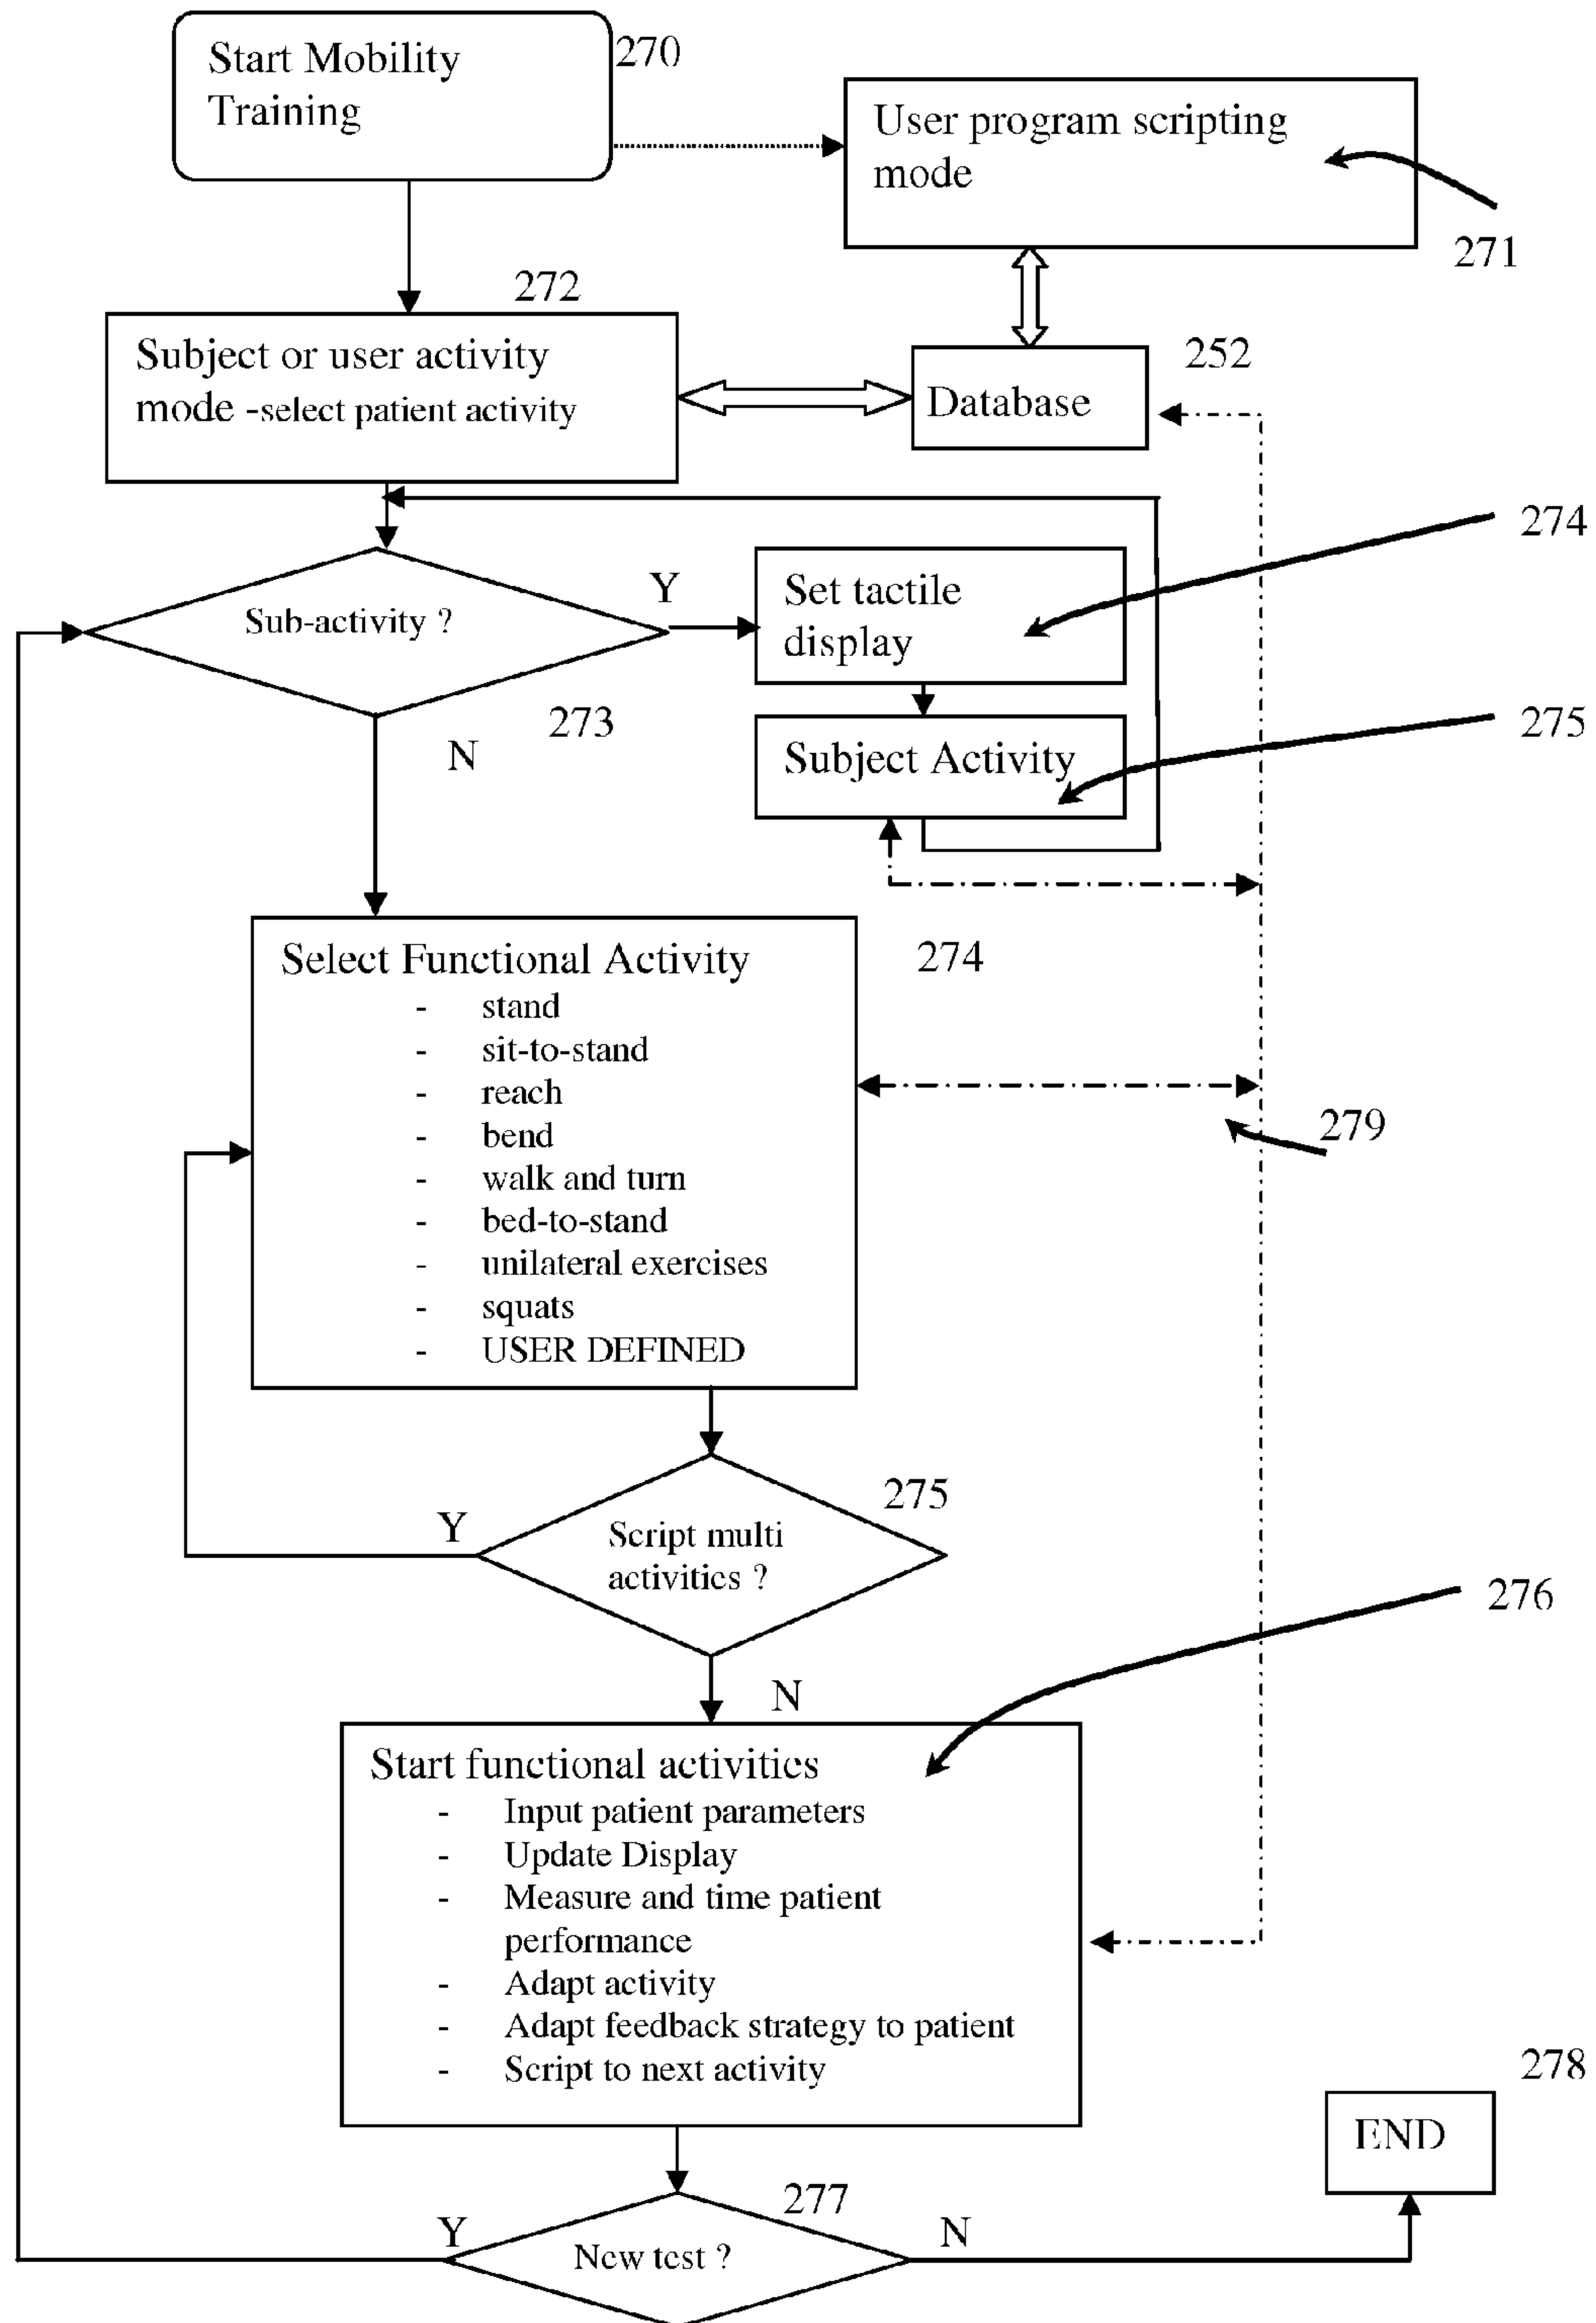 Start Mobility
Training
270
User program scripting
mode
271
272
Subject or user activity
mode -select patient activity
252
Database
274
Sub-activity ?
Y
Set tactile
display
273
N
275
Subject Activity
Select Functional Activity
274
- stand
- sit-to-stand
- reach
- bend
- walk and turn
- bed-to-stand
- unilateral exercises
- squats
- USER DEFINED
279
275
Y
Script multi
activities ?
276
N
Start functional activities
- Input patient parameters
- Update Display
- Measure and time patient
performance
- Adapt activity
- Adapt feedback strategy to patient
- Script to next activity
278
END
277
Y
N
New test ?